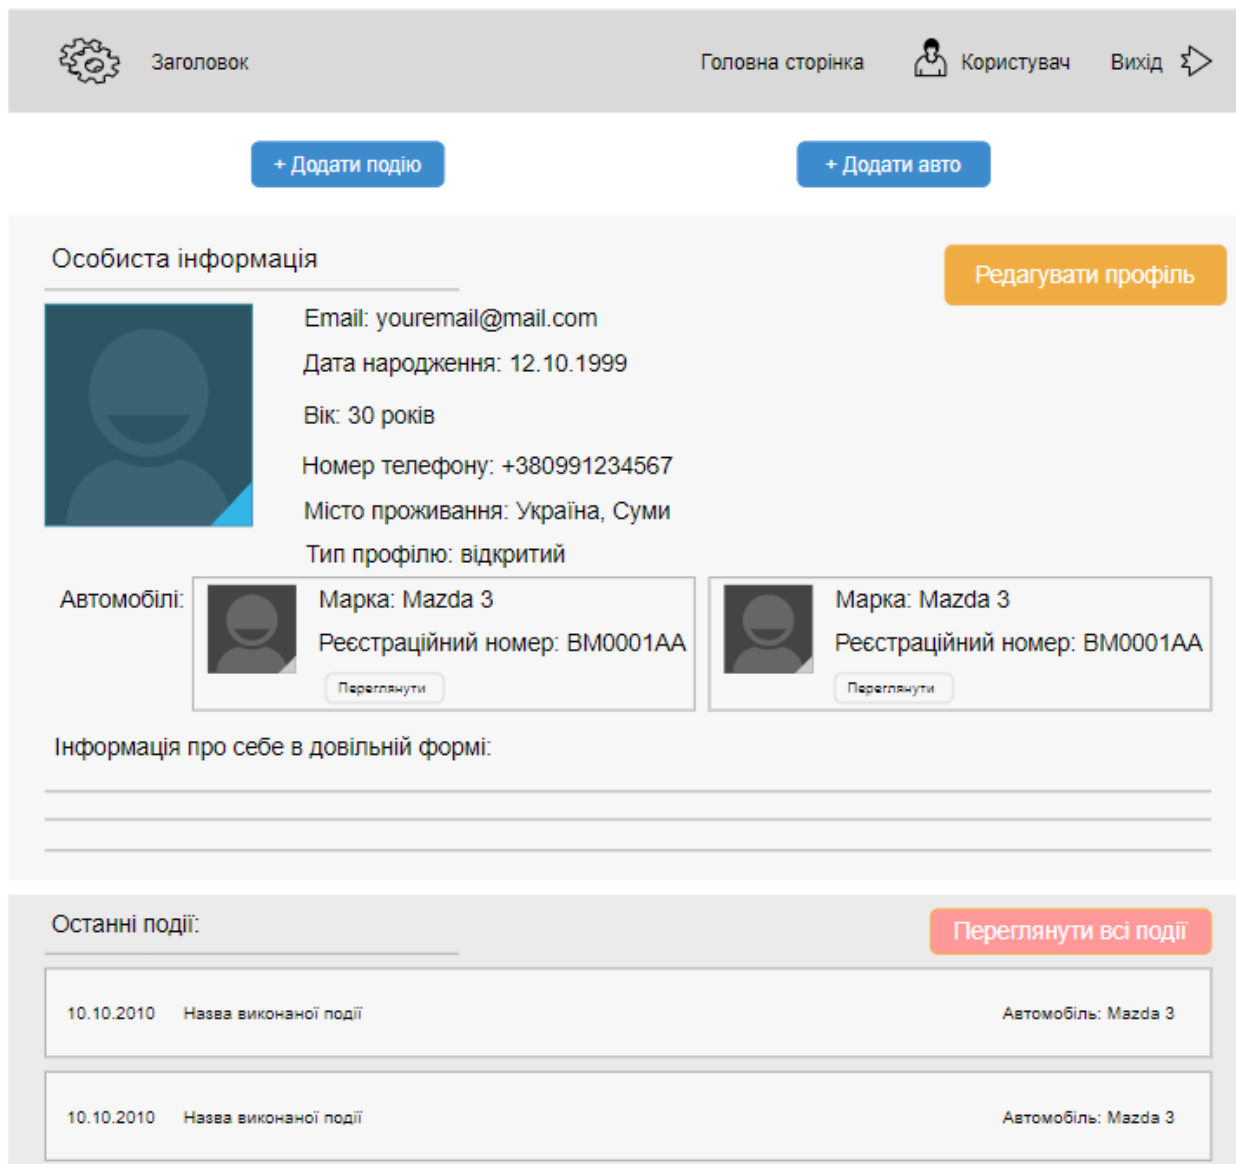 Заголовок
Головна сторінка
Користувач
Вихід
+ Додати подію
+ Додати авто
Особиста інформація
Редагувати профіль
Email: youremail@mail.com
Дата народження: 12.10.1999
Вік: 30 років
Номер телефону: +380991234567
Місто проживання: Україна, Суми
Тип профілю: відкритий
Автомобілі:
Марка: Mazda 3
Реєстраційний номер: BM0001AA
Переглянути
Марка: Mazda 3
Реєстраційний номер: BM0001AA
Переглянути
Інформація про себе в довільній формі:
Останні події:
Переглянути всі події
10.10.2010 Назва виконаної події Автомобіль: Mazda 3
10.10.2010 Назва виконаної події Автомобіль: Mazda 3